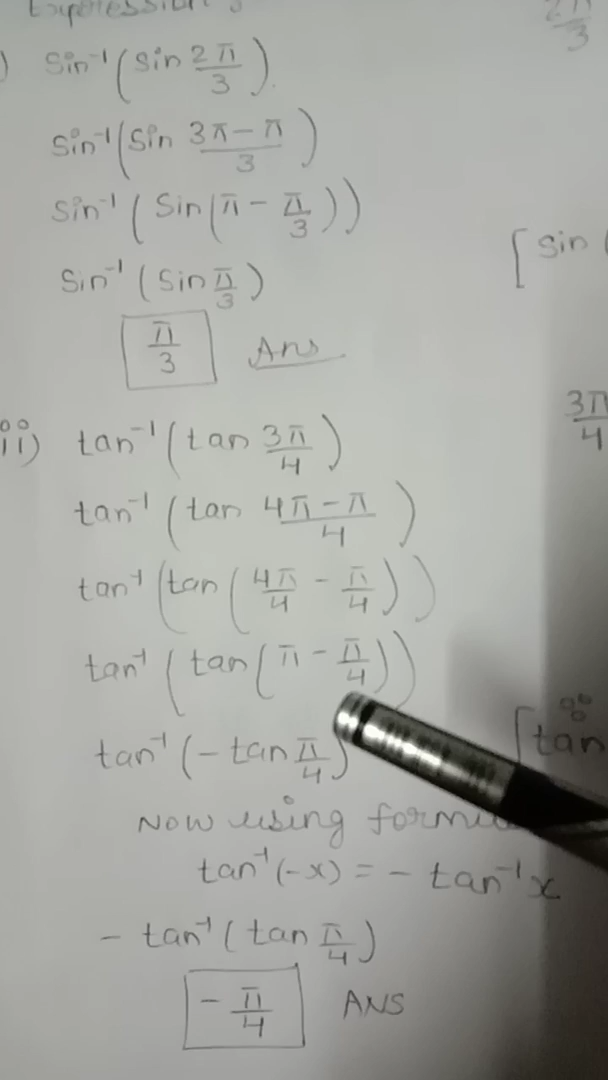 Expression
2π/3
) Sin⁻¹(Sin 2π/3)
Sin⁻¹(Sin 3π-π/3)
Sin⁻¹(Sin(π - π/3))
[Sin (
Sin⁻¹(Sin π/3)
π/3 Ans
ii) tan⁻¹(tan 3π/4)
3π/4
tan⁻¹(tan 4π-π/4)
tan⁻¹(tan(4π/4 - π/4))
tan⁻¹(tan(π - π/4))
[∵ tan
tan⁻¹(-tan π/4)
Now using
tan⁻¹(-x) = - tan⁻¹x
- tan⁻¹(tan π/4)
-π/4 ANS